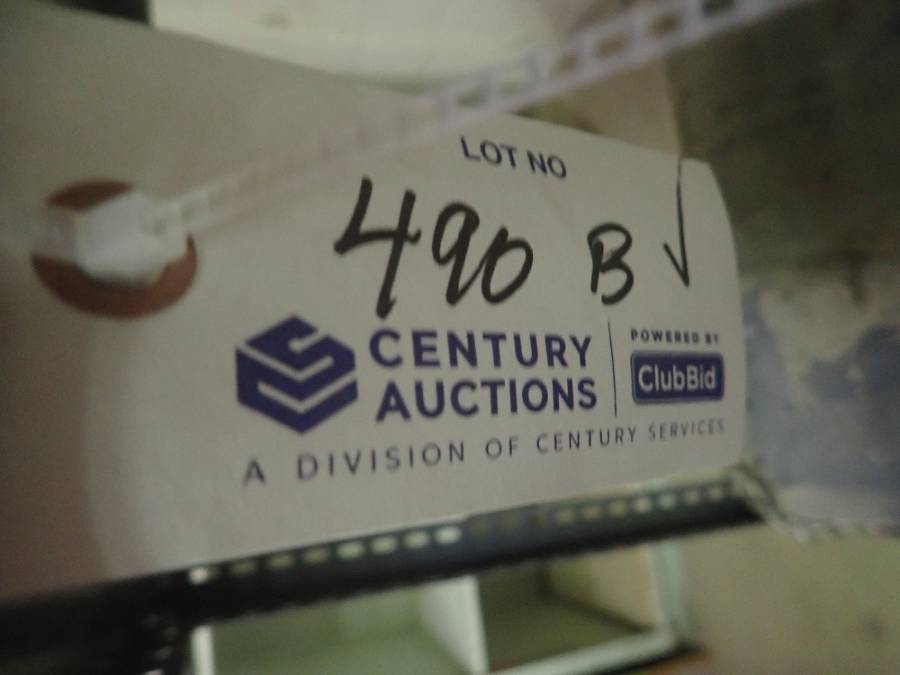 LOT NO
490 B ✓
CENTURY
AUCTIONS
POWERED BY
ClubBid
A DIVISION OF CENTURY SERVICES